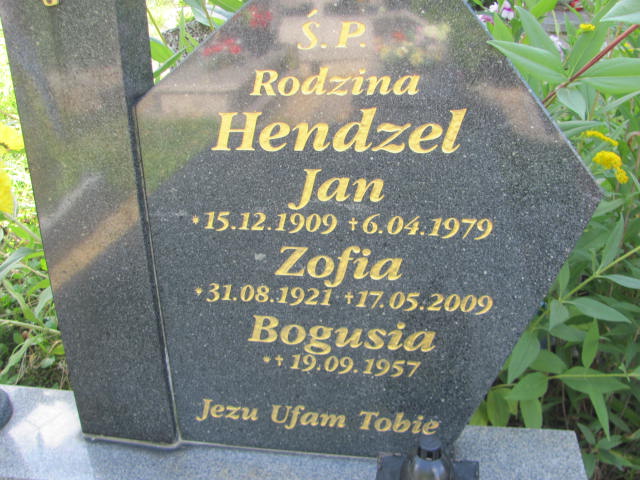 Ś.P.
Rodzina
Hendzel
Jan
*15.12.1909 +6.04.1979
Zofia
*31.08.1921 +17.05.2009
Bogusia
*+19.09.1957
Jezu Ufam Tobie